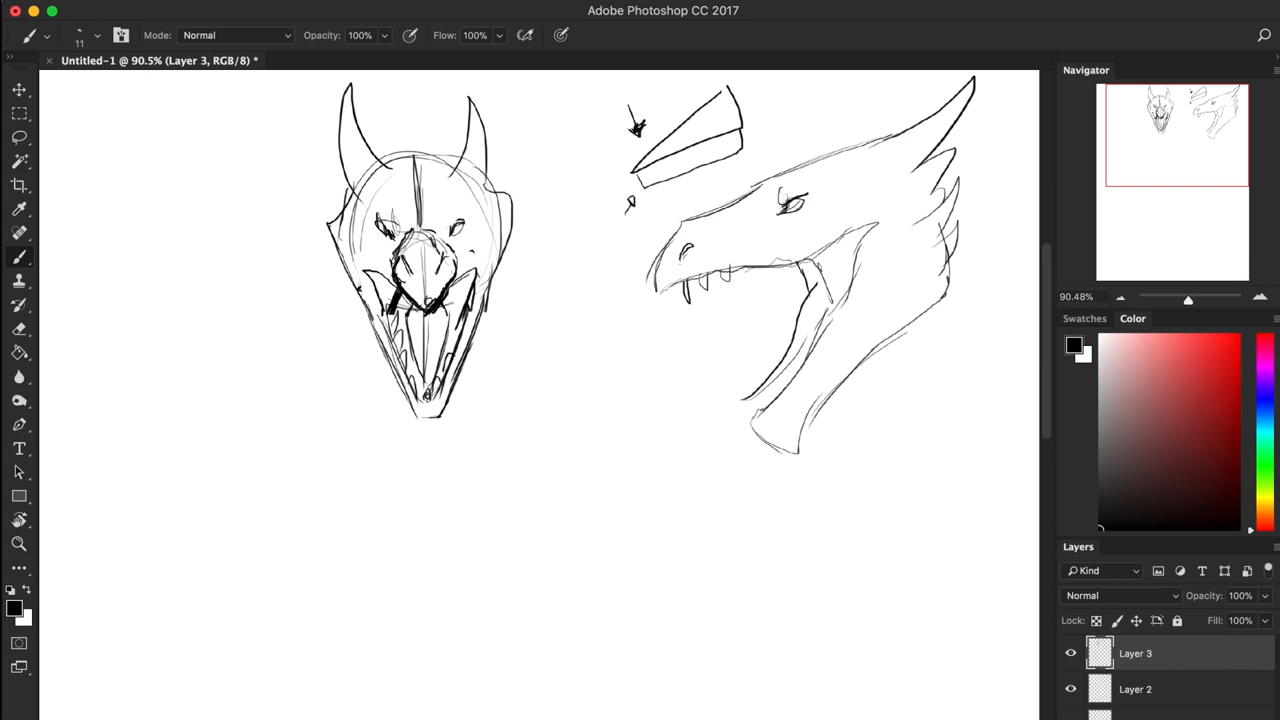 Adobe Photoshop CC 2017
11
Mode: Normal Opacity: 100% Flow: 100%
Untitled-1 @ 90.5% (Layer 3, RGB/8) *
Navigator
90.48%
Swatches Color
Layers
Kind
Normal Opacity: 100%
Lock: Fill: 100%
Layer 3
Layer 2